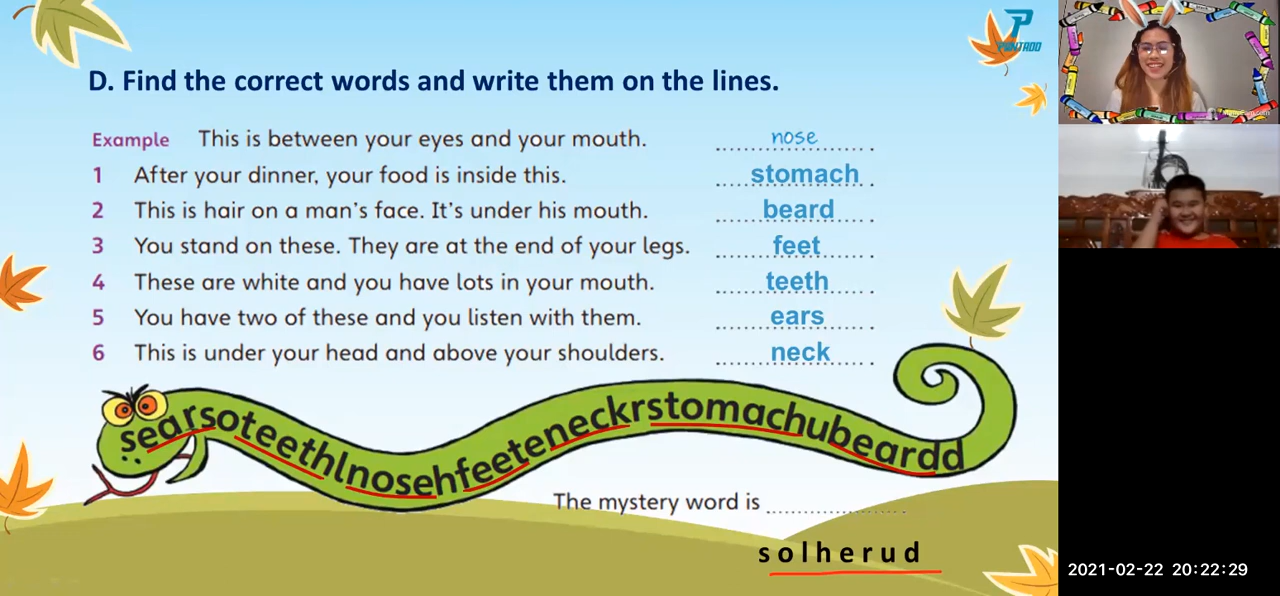 PANTADO
D. Find the correct words and write them on the lines.
Example This is between your eyes and your mouth. nose
1 After your dinner, your food is inside this. stomach
2 This is hair on a man's face. It's under his mouth. beard
3 You stand on these. They are at the end of your legs. feet
4 These are white and you have lots in your mouth. teeth
5 You have two of these and you listen with them. ears
6 This is under your head and above your shoulders. neck
searsoteethlnosehfeeteneckrstomachubeardd
The mystery word is
s o l h e r u d
2021-02-22 20:22:29